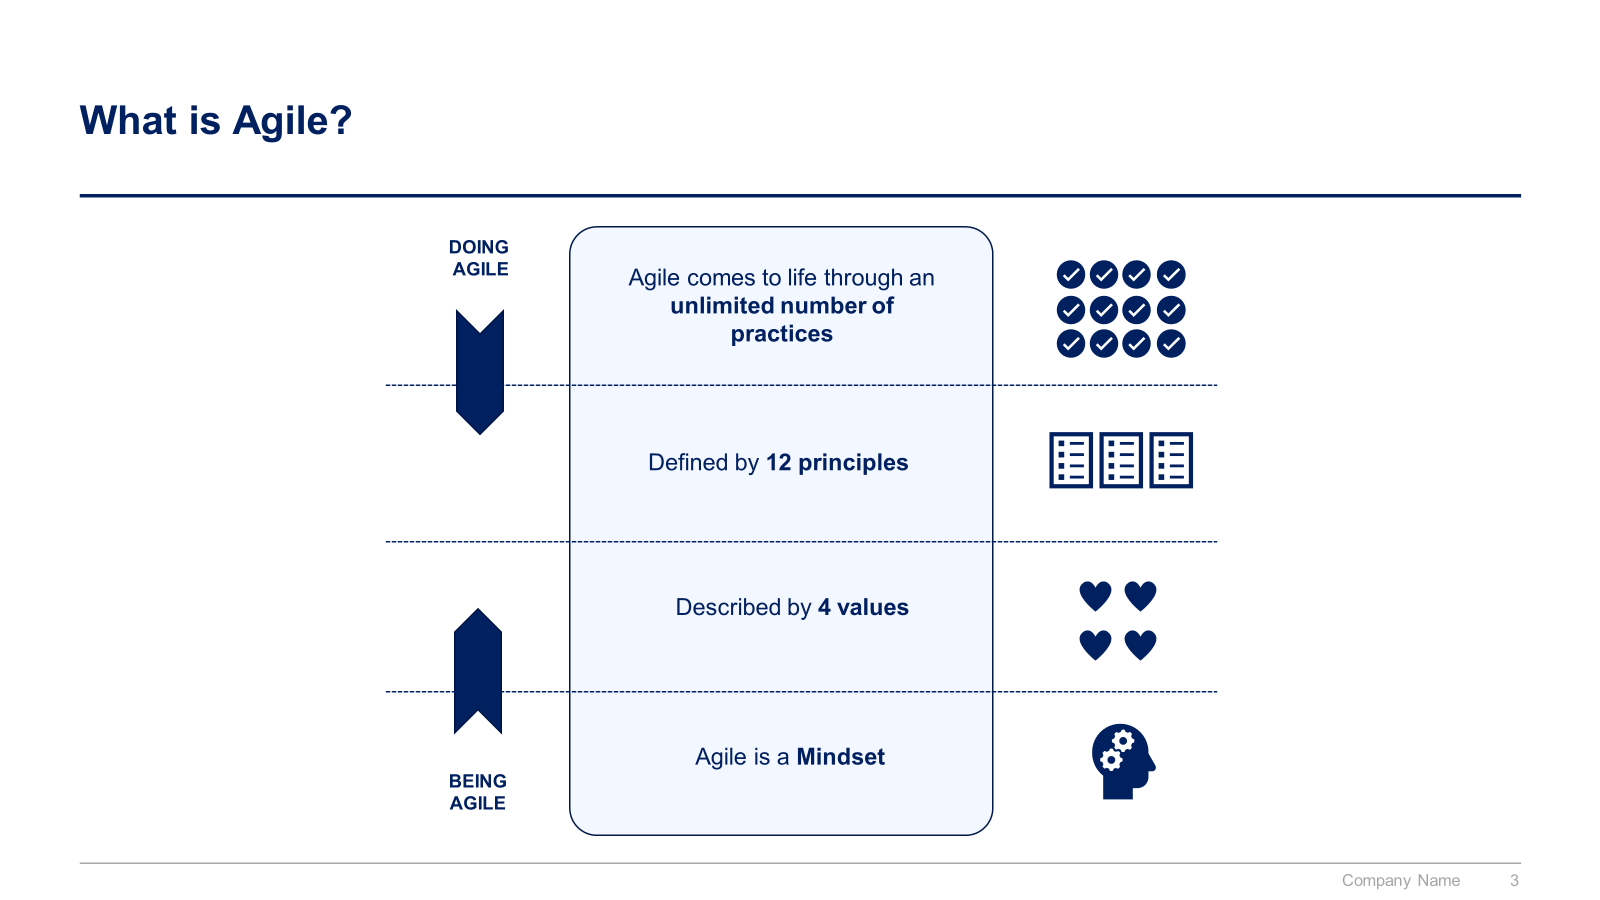 What is Agile?
DOING
AGILE
Agile comes to life through an
unlimited number of
practices
Defined by 12 principles
Described by 4 values
Agile is a Mindset
BEING
AGILE
Company Name 3